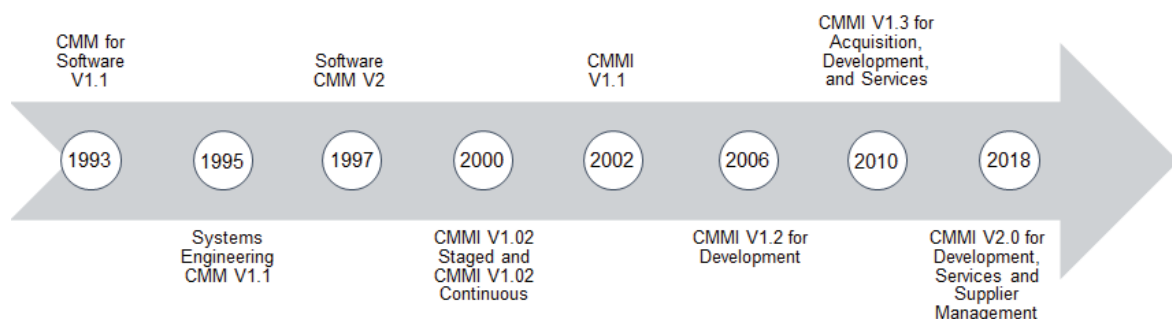 CMM for
Software
V1.1
Software
CMM V2
CMMI
V1.1
CMMI V1.3 for
Acquisition,
Development,
and Services
1993
1995
1997
2000
2002
2006
2010
2018
Systems
Engineering
CMM V1.1
CMMI V1.02
Staged and
CMMI V1.02
Continuous
CMMI V1.2 for
Development
CMMI V2.0 for
Development,
Services and
Supplier
Management